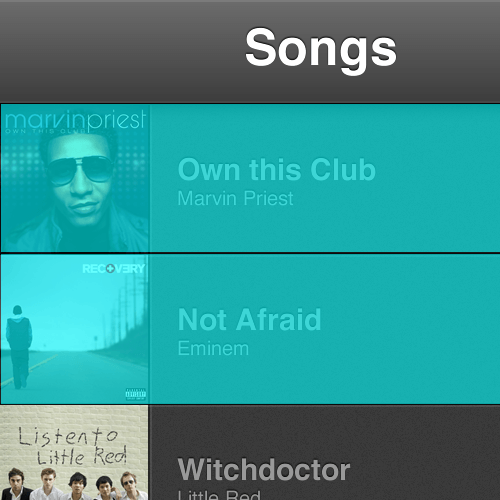 Songs
marvinpriest
OWN THIS CLUB
Own this Club
Marvin Priest
RECOVERY
Not Afraid
Eminem
Listen to
Little Red!
Witchdoctor
Little Red